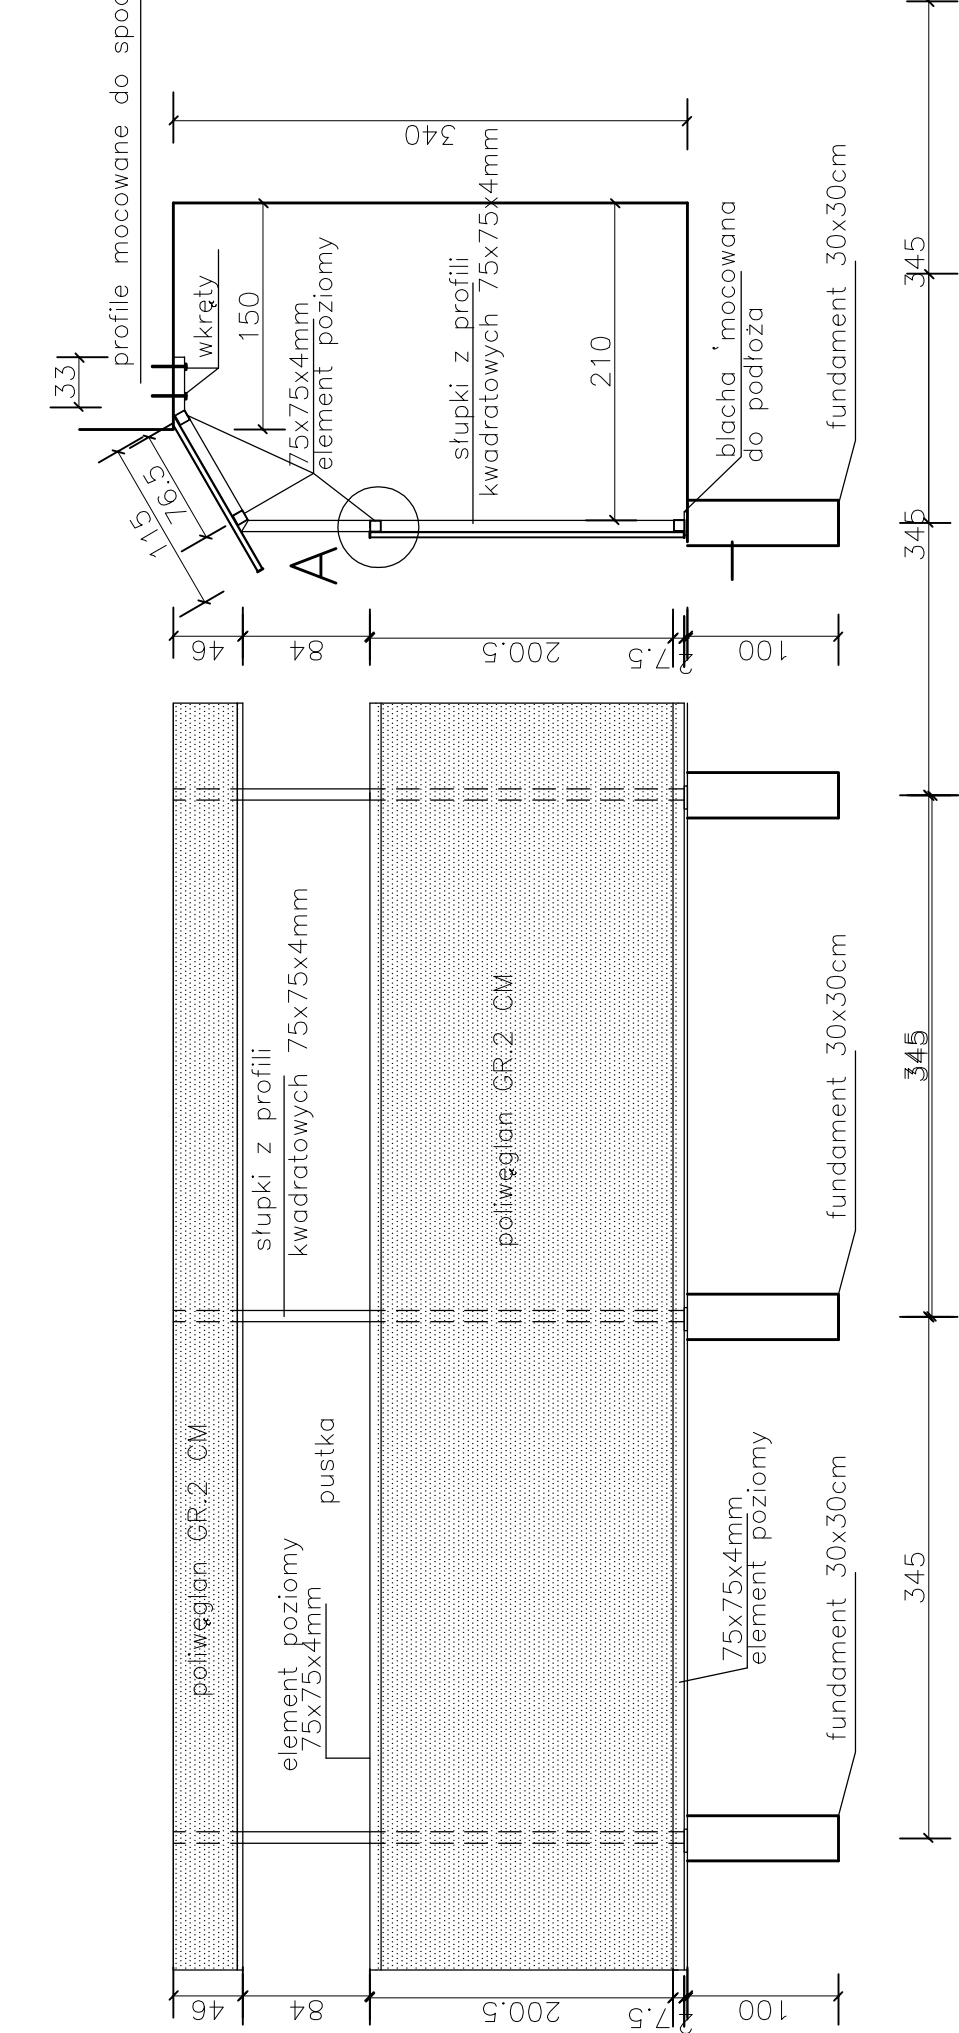 profile mocowane do
33
wkręty
150
75x75x4mm
element poziomy
340
słupki z profili
kwadratowych 75x75x4mm
210
blacha mocowana
do podłoża
fundament 30x30cm
76.5
115
A
46
84
200.5
7.5
100
345
345
345
345
słupki z profili
kwadratowych 75x75x4mm
poliwęglan GR.2 CM
fundament 30x30cm
poliwęglan GR.2 CM
pustka
element poziomy
75x75x4mm
75x75x4mm
element poziomy
fundament 30x30cm
46
84
200.5
7.5
100